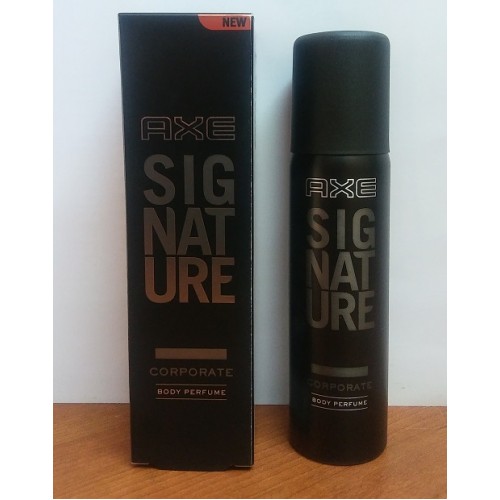 NEW
AXE
SIG
NAT
URE
CORPORATE
BODY PERFUME
AXE
SIG
NAT
URE
CORPORATE
BODY PERFUME